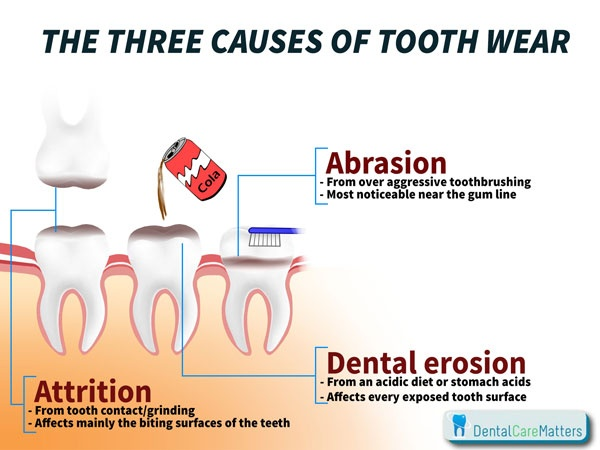 THE THREE CAUSES OF TOOTH WEAR
Cola
Abrasion
- From over aggressive toothbrushing
- Most noticeable near the gum line
Dental erosion
- From an acidic diet or stomach acids
- Affects every exposed tooth surface
Attrition
- From tooth contact/grinding
- Affects mainly the biting surfaces of the teeth
DentalCareMatters